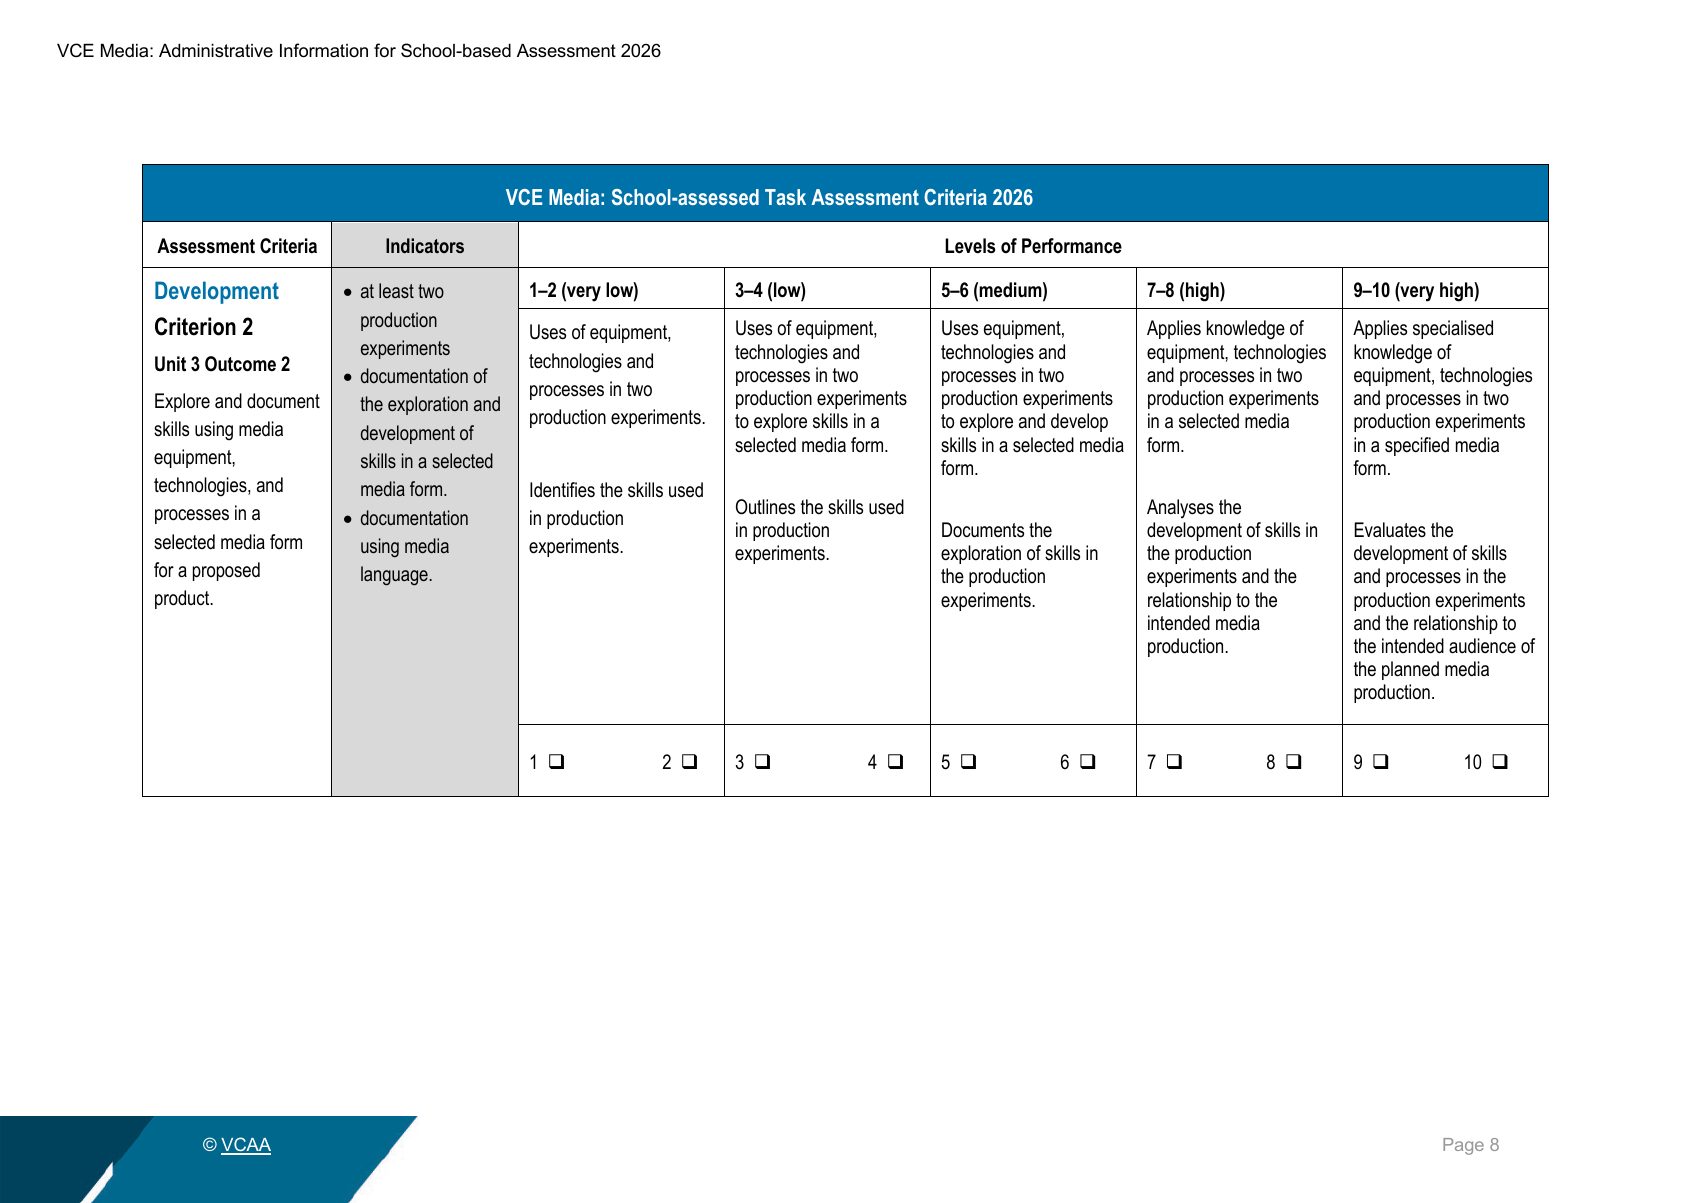 VCE Media: Administrative Information for School-based Assessment 2026
VCE Media: School-assessed Task Assessment Criteria 2026
Assessment Criteria
Indicators
Levels of Performance
Development
Criterion 2
Unit 3 Outcome 2
Explore and document
skills using media
equipment,
technologies, and
processes in a
selected media form
for a proposed
product.
• at least two
production
experiments
• documentation of
the exploration and
development of
skills in a selected
media form.
• documentation
using media
language.
1–2 (very low)
Uses of equipment,
technologies and
processes in two
production experiments.
Identifies the skills used
in production
experiments.
1 ❑ 2 ❑
3–4 (low)
Uses of equipment,
technologies and
processes in two
production experiments
to explore skills in a
selected media form.
Outlines the skills used
in production
experiments.
3 ❑ 4 ❑
5–6 (medium)
Uses equipment,
technologies and
processes in two
production experiments
to explore and develop
skills in a selected media
form.
Documents the
exploration of skills in
the production
experiments.
5 ❑ 6 ❑
7–8 (high)
Applies knowledge of
equipment, technologies
and processes in two
production experiments
in a selected media
form.
Analyses the
development of skills in
the production
experiments and the
relationship to the
intended media
production.
7 ❑ 8 ❑
9–10 (very high)
Applies specialised
knowledge of
equipment, technologies
and processes in two
production experiments
in a specified media
form.
Evaluates the
development of skills
and processes in the
production experiments
and the relationship to
the intended audience of
the planned media
production.
9 ❑ 10 ❑
© VCAA
Page 8